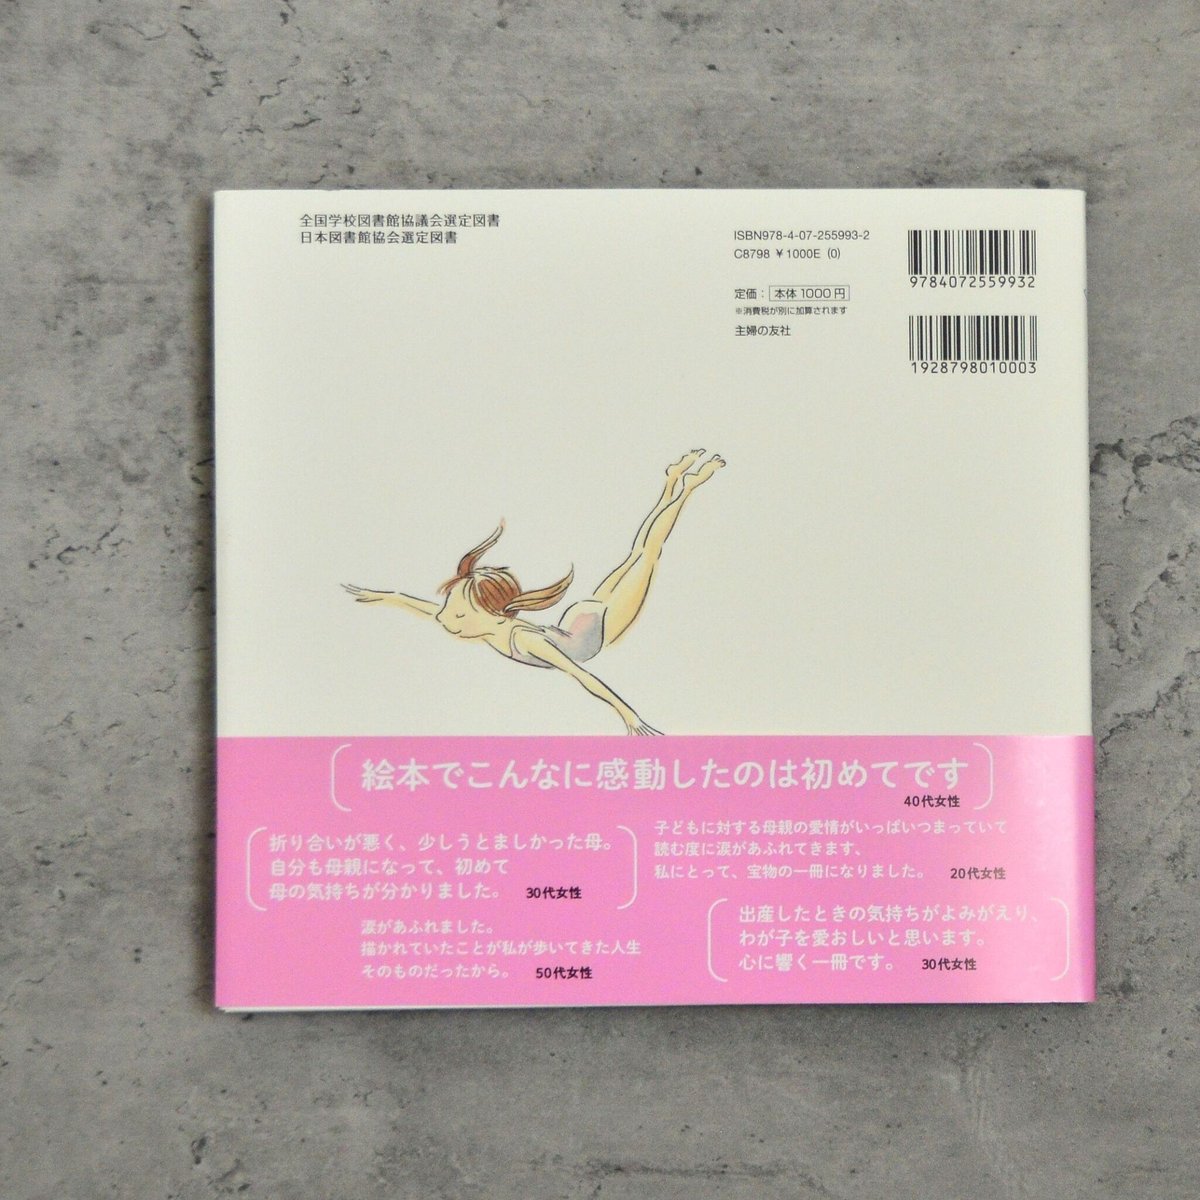 全国学校図書館協議会選定図書
日本図書館協会選定図書
ISBN978-4-07-255993-2
C8798 ¥1000E (0)
定価：本体1000円
※消費税が別に加算されます
主婦の友社
9784072559932
1928798010003
絵本でこんなに感動したのは初めてです
40代女性
折り合いが悪く、少しうとましかった母。
自分も母親になって、初めて
母の気持ちが分かりました。 30代女性
子どもに対する母親の愛情がいっぱいつまっていて
読む度に涙があふれてきます、
私にとって、宝物の一冊になりました。 20代女性
涙があふれました。
描かれていたことが私が歩いてきた人生
そのものだったから。 50代女性
出産したときの気持ちがよみがえり、
わが子を愛おしいと思います。
心に響く一冊です。 30代女性